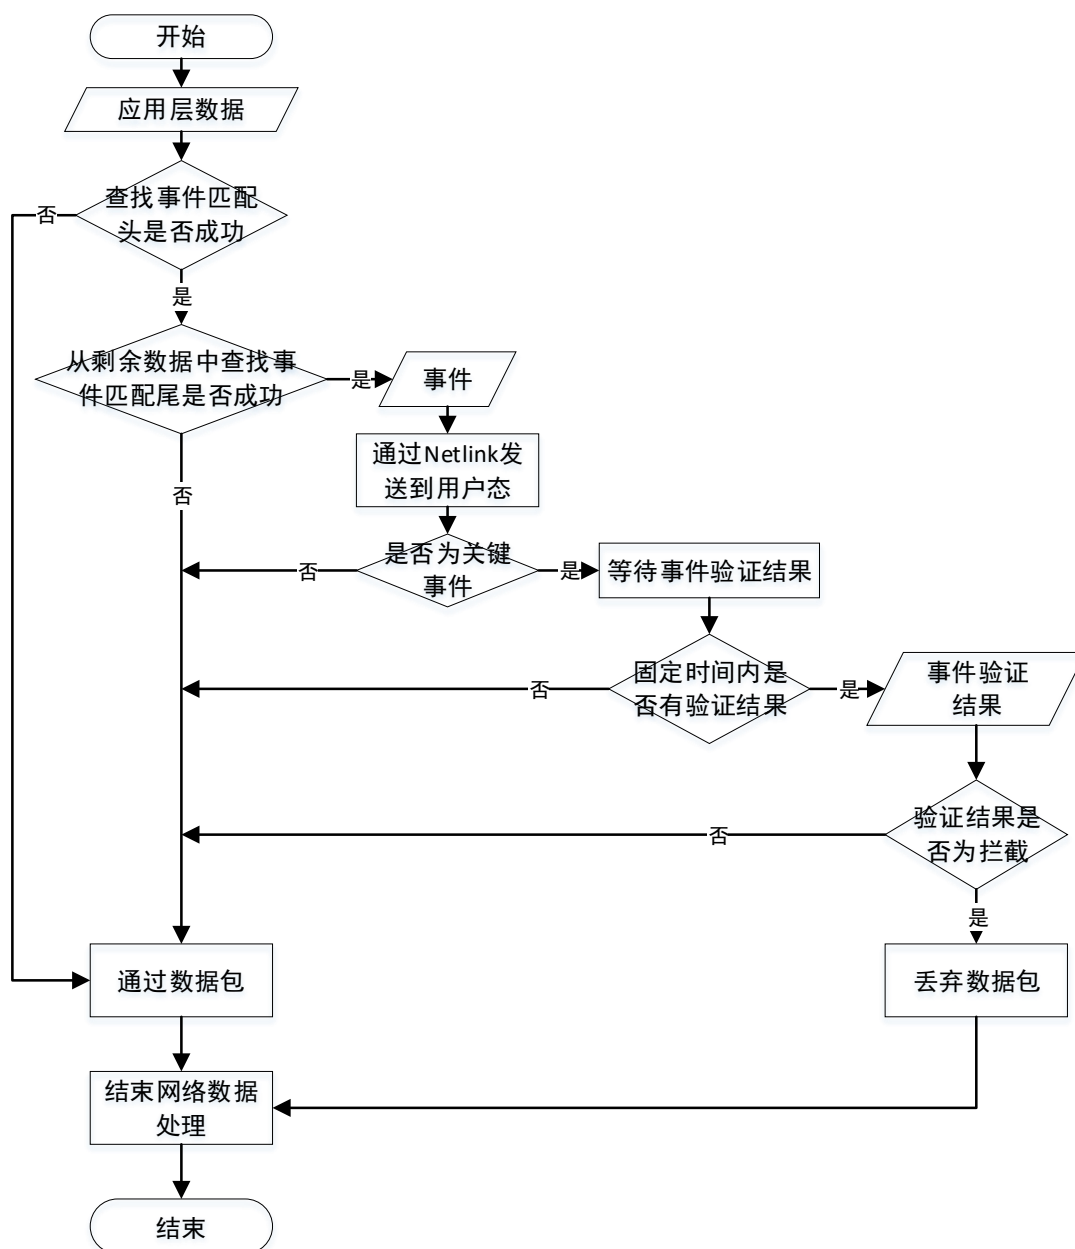 开始
应用层数据
查找事件匹配
头是否成功
否
是
从剩余数据中查找事
件匹配尾是否成功
是
事件
通过Netlink发
送到用户态
否
是否为关键
事件
否
是
等待事件验证结果
固定时间内是
否有验证结果
否
是
事件验证
结果
验证结果是
否为拦截
否
是
通过数据包
丢弃数据包
结束网络数据
处理
结束